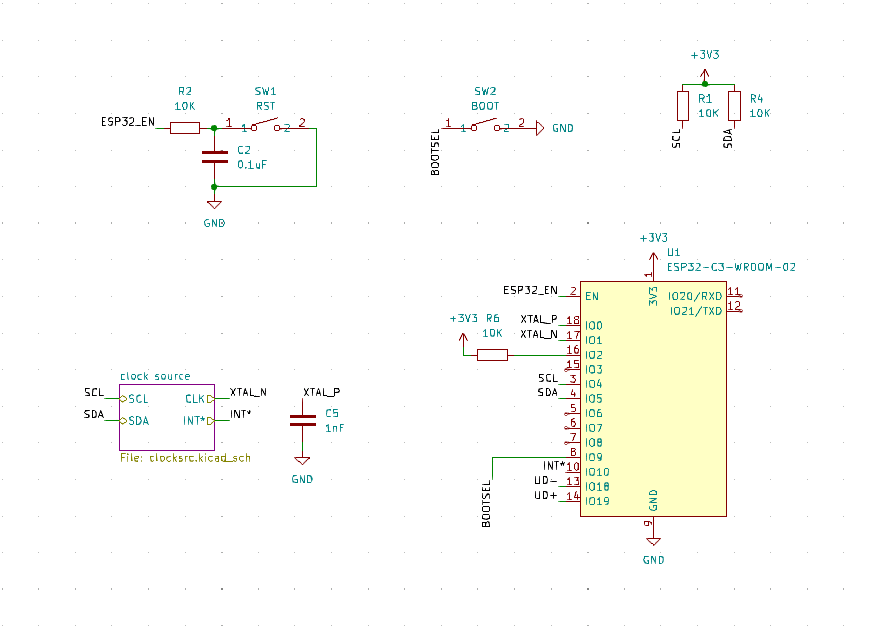 R2
10K
ESP32_EN
SW1
RST
1
1
2
2
C2
0.1uF
GND
SW2
BOOT
1
1
2
2
GND
BOOTSEL
+3V3
R1
10K
R4
10K
SCL
SDA
+3V3
U1
ESP32-C3-WROOM-02
1
3V3
ESP32_EN 2 EN
IO20/RXD 11
IO21/TXD 12
XTAL_P 18 IO0
XTAL_N 17 IO1
+3V3 R6
10K
16 IO2
15 IO3
SCL 3 IO4
SDA 4 IO5
5 IO6
6 IO7
7 IO8
8 IO9
INT* 10 IO10
UD- 13 IO18
UD+ 14 IO19
BOOTSEL
GND
9
GND
clock source
SCL SCL CLK XTAL_N
SDA SDA INT* INT*
File: clocksrc.kicad_sch
XTAL_P
C5
1nF
GND